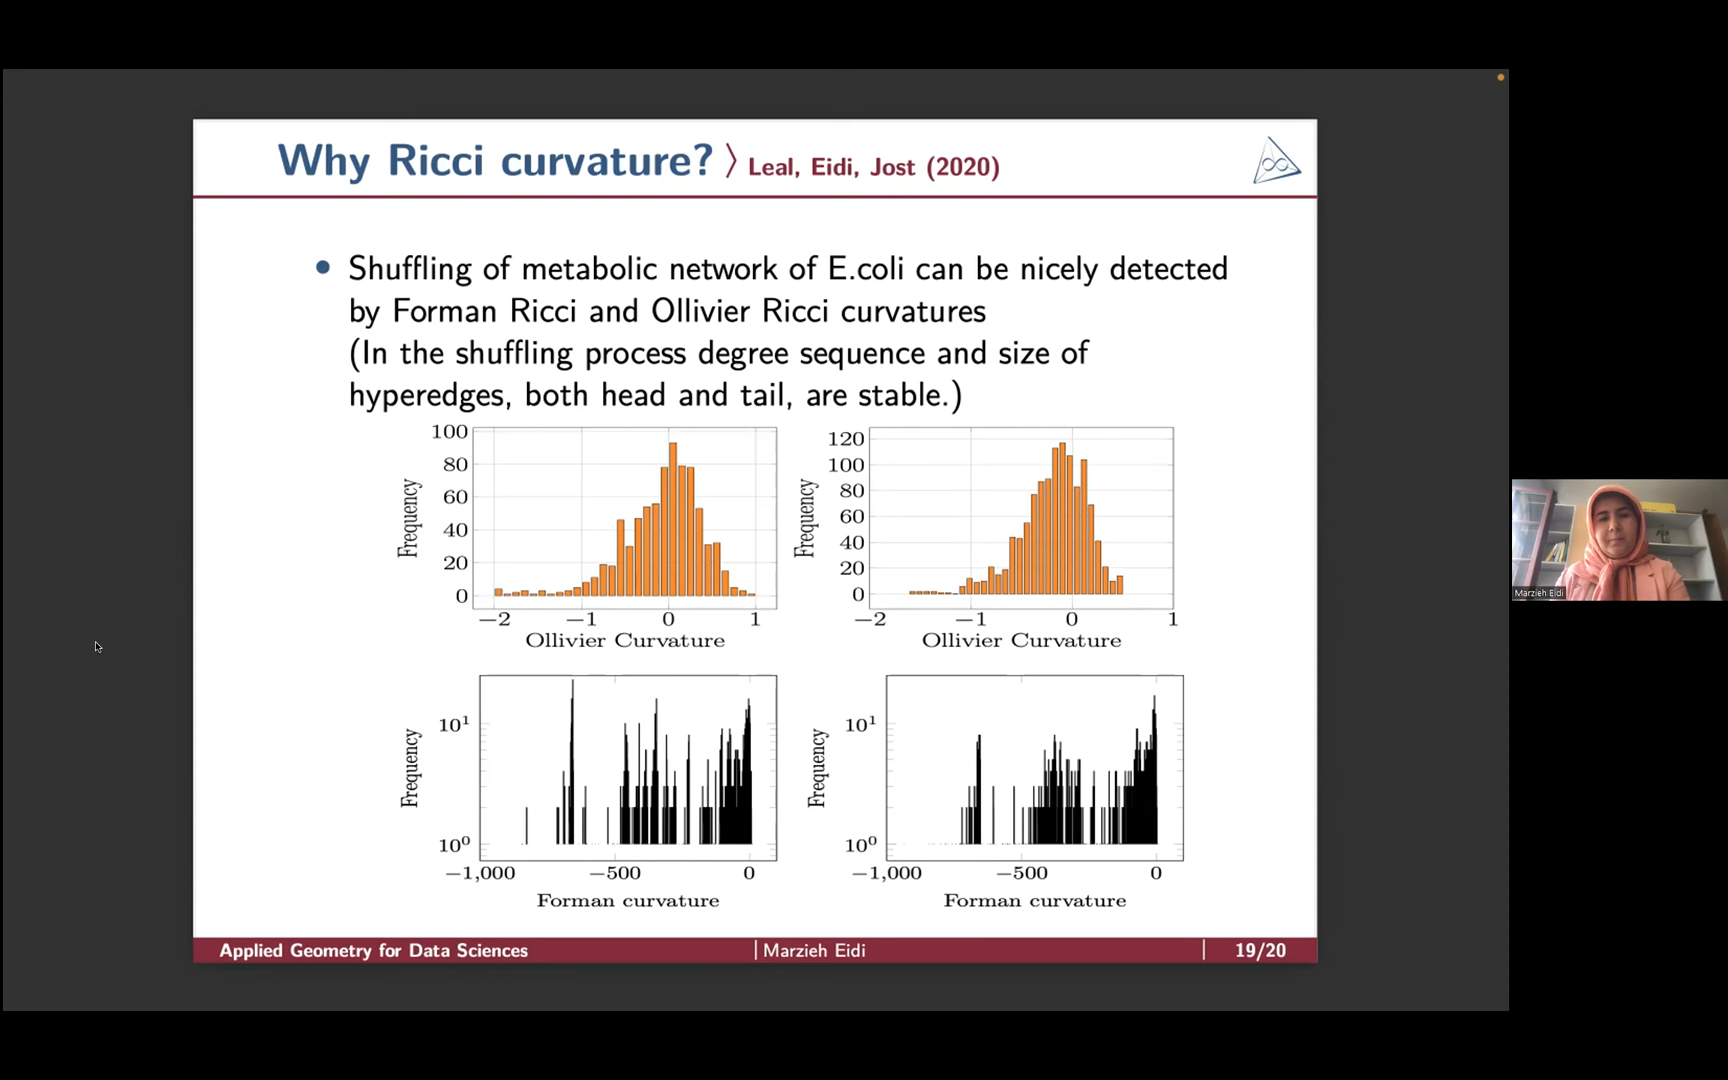 Why Ricci curvature? 〉 Leal, Eidi, Jost (2020)
• Shuffling of metabolic network of E.coli can be nicely detected
by Forman Ricci and Ollivier Ricci curvatures
(In the shuffling process degree sequence and size of
hyperedges, both head and tail, are stable.)
100
80
60
40
20
0
Frequency
−2 −1 0 1
Ollivier Curvature
120
100
80
60
40
20
0
Frequency
−2 −1 0 1
Ollivier Curvature
10¹
10⁰
Frequency
−1,000 −500 0
Forman curvature
10¹
10⁰
Frequency
−1,000 −500 0
Forman curvature
Applied Geometry for Data Sciences | Marzieh Eidi | 19/20
Marzieh Eidi